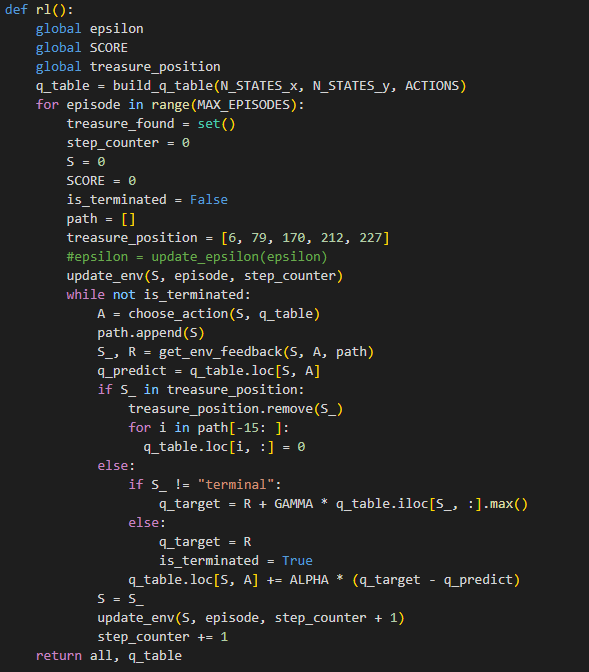 def rl():
    global epsilon
    global SCORE
    global treasure_position
    q_table = build_q_table(N_STATES_x, N_STATES_y, ACTIONS)
    for episode in range(MAX_EPISODES):
        treasure_found = set()
        step_counter = 0
        S = 0
        SCORE = 0
        is_terminated = False
        path = []
        treasure_position = [6, 79, 170, 212, 227]
        #epsilon = update_epsilon(epsilon)
        update_env(S, episode, step_counter)
        while not is_terminated:
            A = choose_action(S, q_table)
            path.append(S)
            S_, R = get_env_feedback(S, A, path)
            q_predict = q_table.loc[S, A]
            if S_ in treasure_position:
                treasure_position.remove(S_)
                for i in path[-15: ]:
                  q_table.loc[i, :] = 0
            else:
                if S_ != "terminal":
                    q_target = R + GAMMA * q_table.iloc[S_, :].max()
                else:
                    q_target = R
                    is_terminated = True
                q_table.loc[S, A] += ALPHA * (q_target - q_predict)
            S = S_
            update_env(S, episode, step_counter + 1)
            step_counter += 1
    return all, q_table